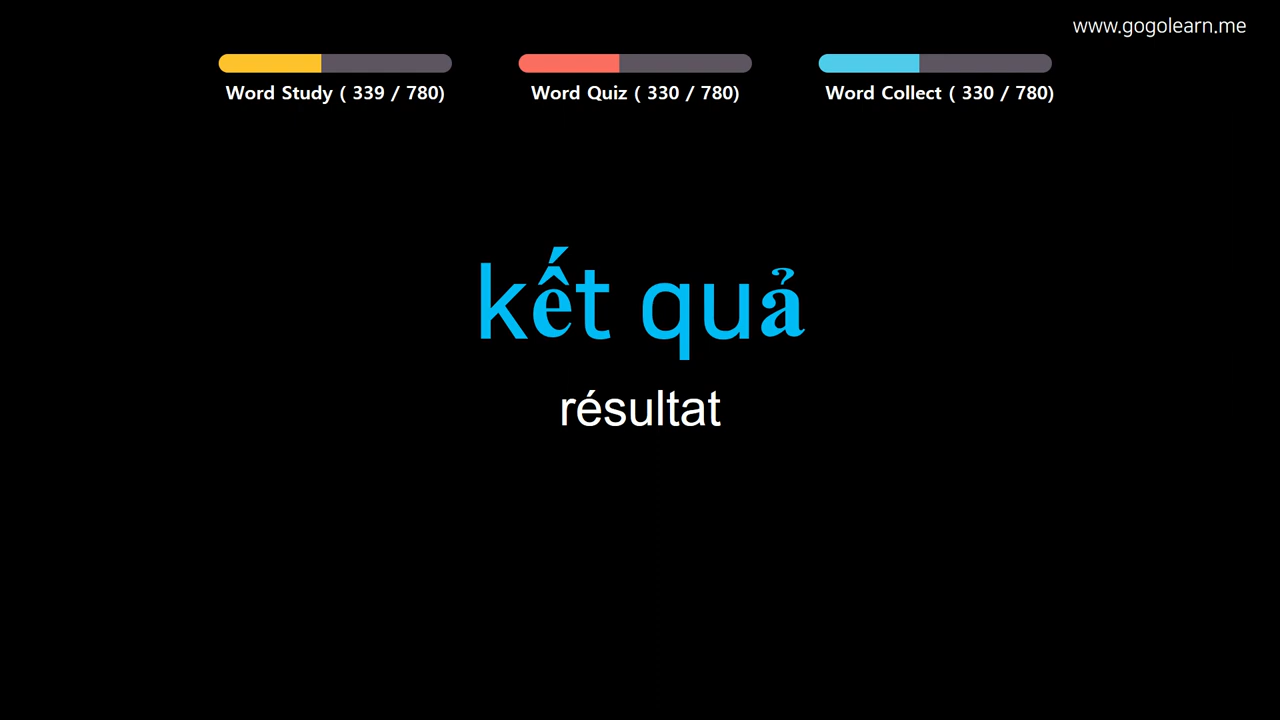 www.gogolearn.me
Word Study ( 339 / 780)
Word Quiz ( 330 / 780)
Word Collect ( 330 / 780)
kết quả
résultat